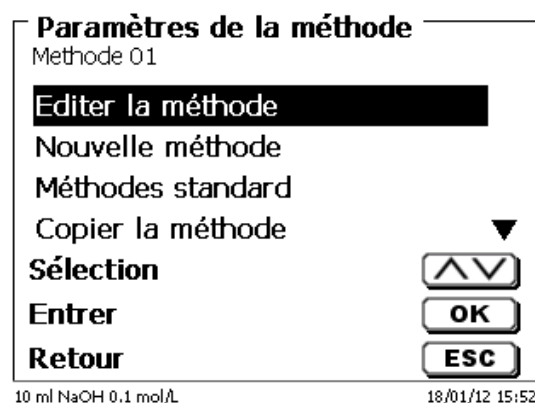 Paramètres de la méthode
Methode 01
Editer la méthode
Nouvelle méthode
Méthodes standard
Copier la méthode
Sélection
Entrer OK
Retour ESC
10 ml NaOH 0.1 mol/L 18/01/12 15:52